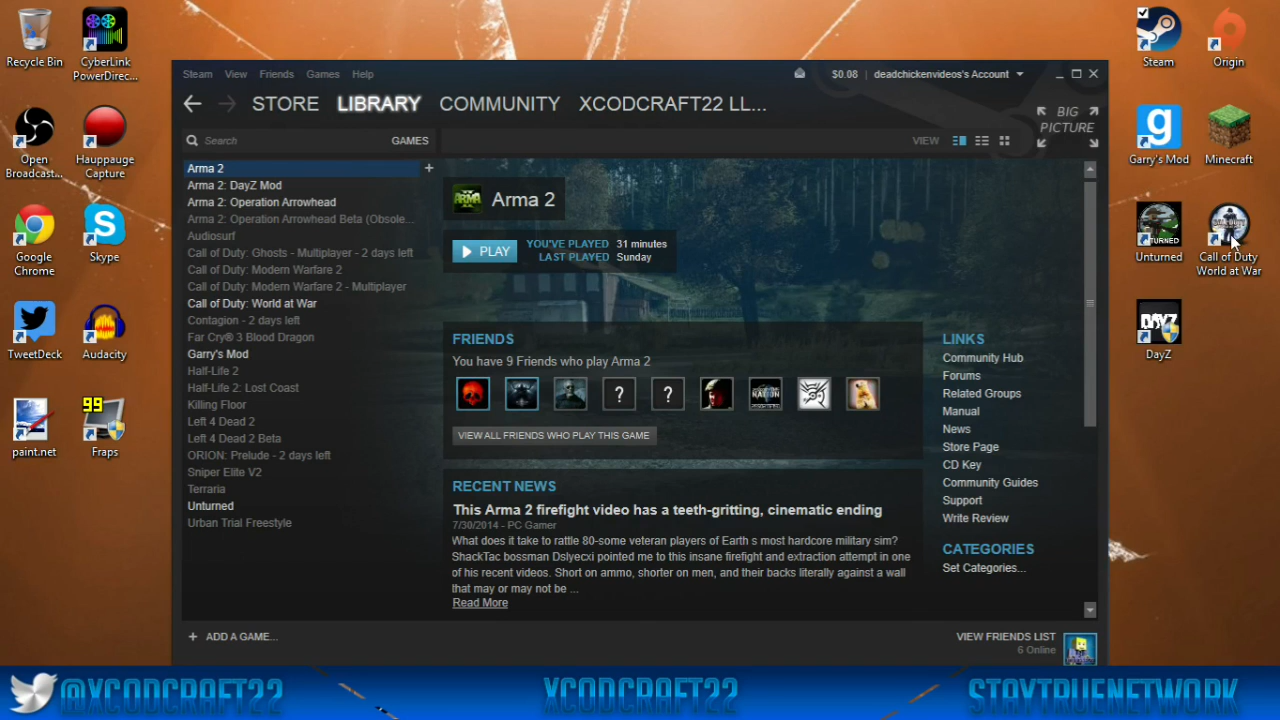 Recycle Bin
CyberLink
PowerDirec...
Open
Broadcast...
Hauppauge
Capture
Google
Chrome
Skype
TweetDeck
Audacity
paint.net
99
Fraps
Steam View Friends Games Help
$0.08 deadchickenvideos's Account
STORE LIBRARY COMMUNITY XCODCRAFT22 LL...
BIG
PICTURE
Search
GAMES
VIEW
Arma 2
Arma 2: DayZ Mod
Arma 2: Operation Arrowhead
Arma 2: Operation Arrowhead Beta (Obsole...
Audiosurf
Call of Duty: Ghosts - Multiplayer - 2 days left
Call of Duty: Modern Warfare 2
Call of Duty: Modern Warfare 2 - Multiplayer
Call of Duty: World at War
Contagion - 2 days left
Far Cry® 3 Blood Dragon
Garry's Mod
Half-Life 2
Half-Life 2: Lost Coast
Killing Floor
Left 4 Dead 2
Left 4 Dead 2 Beta
ORION: Prelude - 2 days left
Sniper Elite V2
Terraria
Unturned
Urban Trial Freestyle
ARMA
Arma 2
PLAY
YOU'VE PLAYED 31 minutes
LAST PLAYED Sunday
FRIENDS
You have 9 Friends who play Arma 2
? ?
NATION
VIEW ALL FRIENDS WHO PLAY THIS GAME
RECENT NEWS
This Arma 2 firefight video has a teeth-gritting, cinematic ending
7/30/2014 - PC Gamer
What does it take to rattle 80-some veteran players of Earth s most hardcore military sim?
ShackTac bossman Dslyecxi pointed me to this insane firefight and extraction attempt in one
of his recent videos. Short on ammo, shorter on men, and their backs literally against a wall
that may or may not be ...
Read More
LINKS
Community Hub
Forums
Related Groups
Manual
News
Store Page
CD Key
Community Guides
Support
Write Review
CATEGORIES
Set Categories...
+ ADD A GAME...
VIEW FRIENDS LIST
6 Online
Steam
Origin
g
Garry's Mod
Minecraft
TURNED
Unturned
Call of Duty
World at War
DAYZ
DayZ
@XCODCRAFT22
XCODCRAFT22
STAYTRUENETWORK